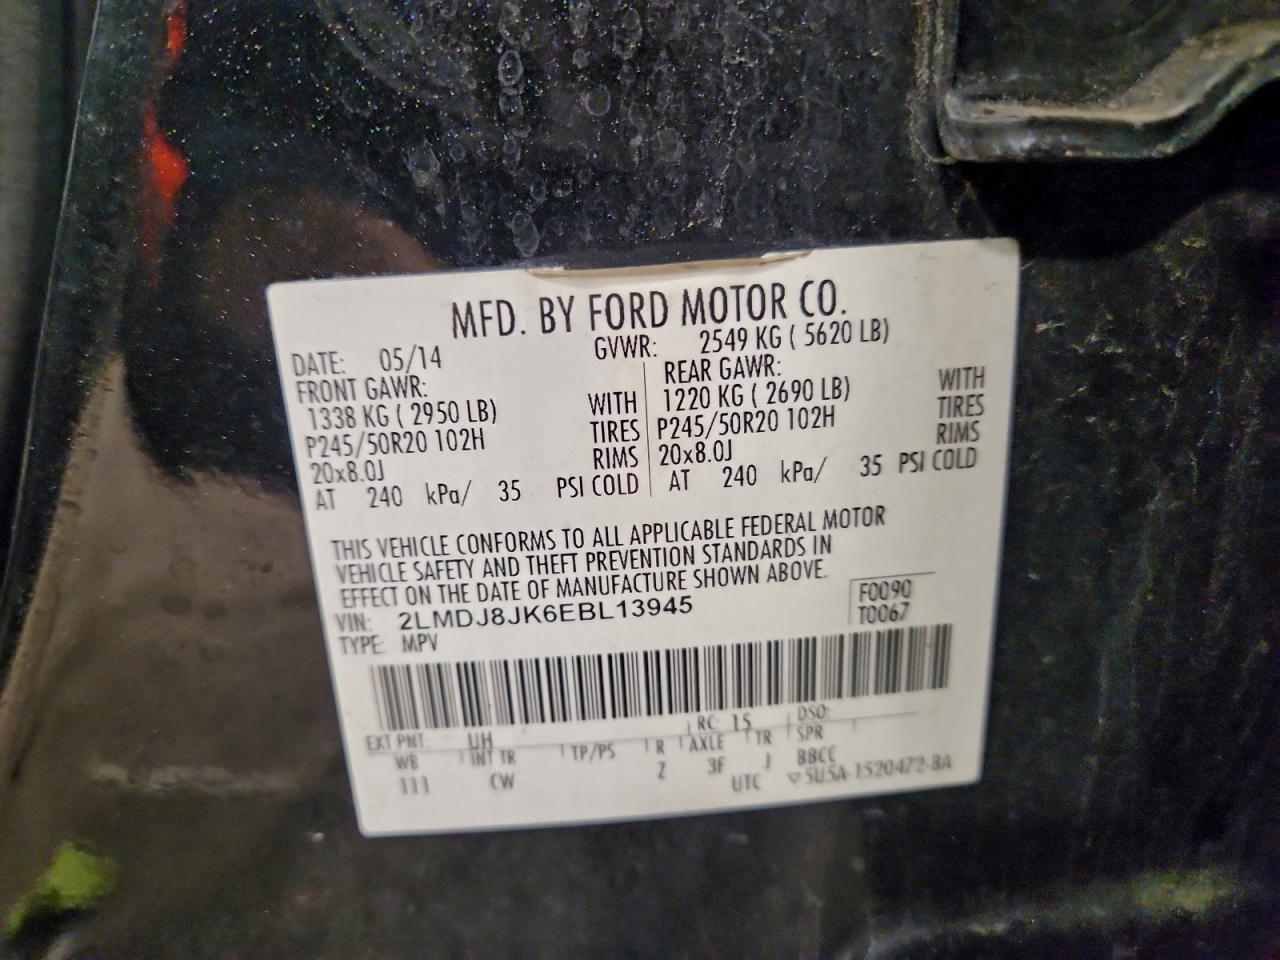 MFD. BY FORD MOTOR CO.
DATE: 05/14 GVWR: 2549 KG ( 5620 LB)
FRONT GAWR: REAR GAWR:
1338 KG ( 2950 LB) WITH 1220 KG ( 2690 LB) WITH
P245/50R20 102H TIRES P245/50R20 102H TIRES
20x8.0J RIMS 20x8.0J RIMS
AT 240 kPa/ 35 PSI COLD AT 240 kPa/ 35 PSI COLD
THIS VEHICLE CONFORMS TO ALL APPLICABLE FEDERAL MOTOR
VEHICLE SAFETY AND THEFT PREVENTION STANDARDS IN
EFFECT ON THE DATE OF MANUFACTURE SHOWN ABOVE.
VIN: 2LMDJ8JK6EBL13945 F0090
TYPE: MPV T0067
EXT PNT: UH RC: 15 DSO:
WB INT TR TP/PS R AXLE TR SPR
111 CW Z 3F J BBCC
UTC ▽5U5A-1520472-BA